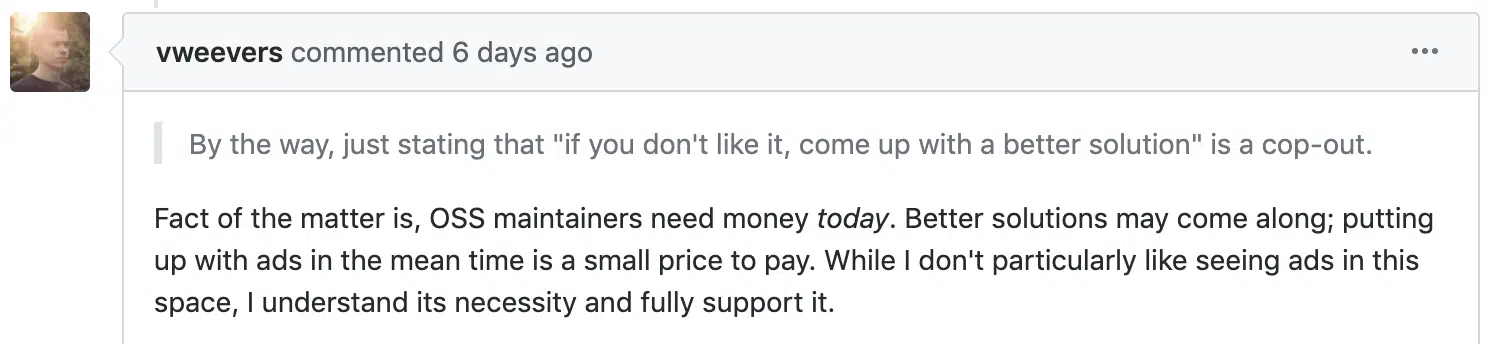 vweevers commented 6 days ago
By the way, just stating that "if you don't like it, come up with a better solution" is a cop-out.
Fact of the matter is, OSS maintainers need money today. Better solutions may come along; putting
up with ads in the mean time is a small price to pay. While I don't particularly like seeing ads in this
space, I understand its necessity and fully support it.